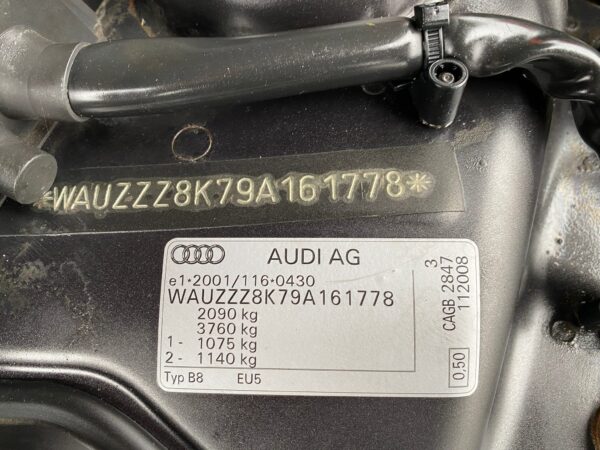 *WAUZZZ8K79A161778*
AUDI AG
e1*2001/116*0430
WAUZZZ8K79A161778
2090 kg
3760 kg
1 - 1075 kg
2 - 1140 kg
Typ B8 EU5
3
CAGB 2847
112008
0,50